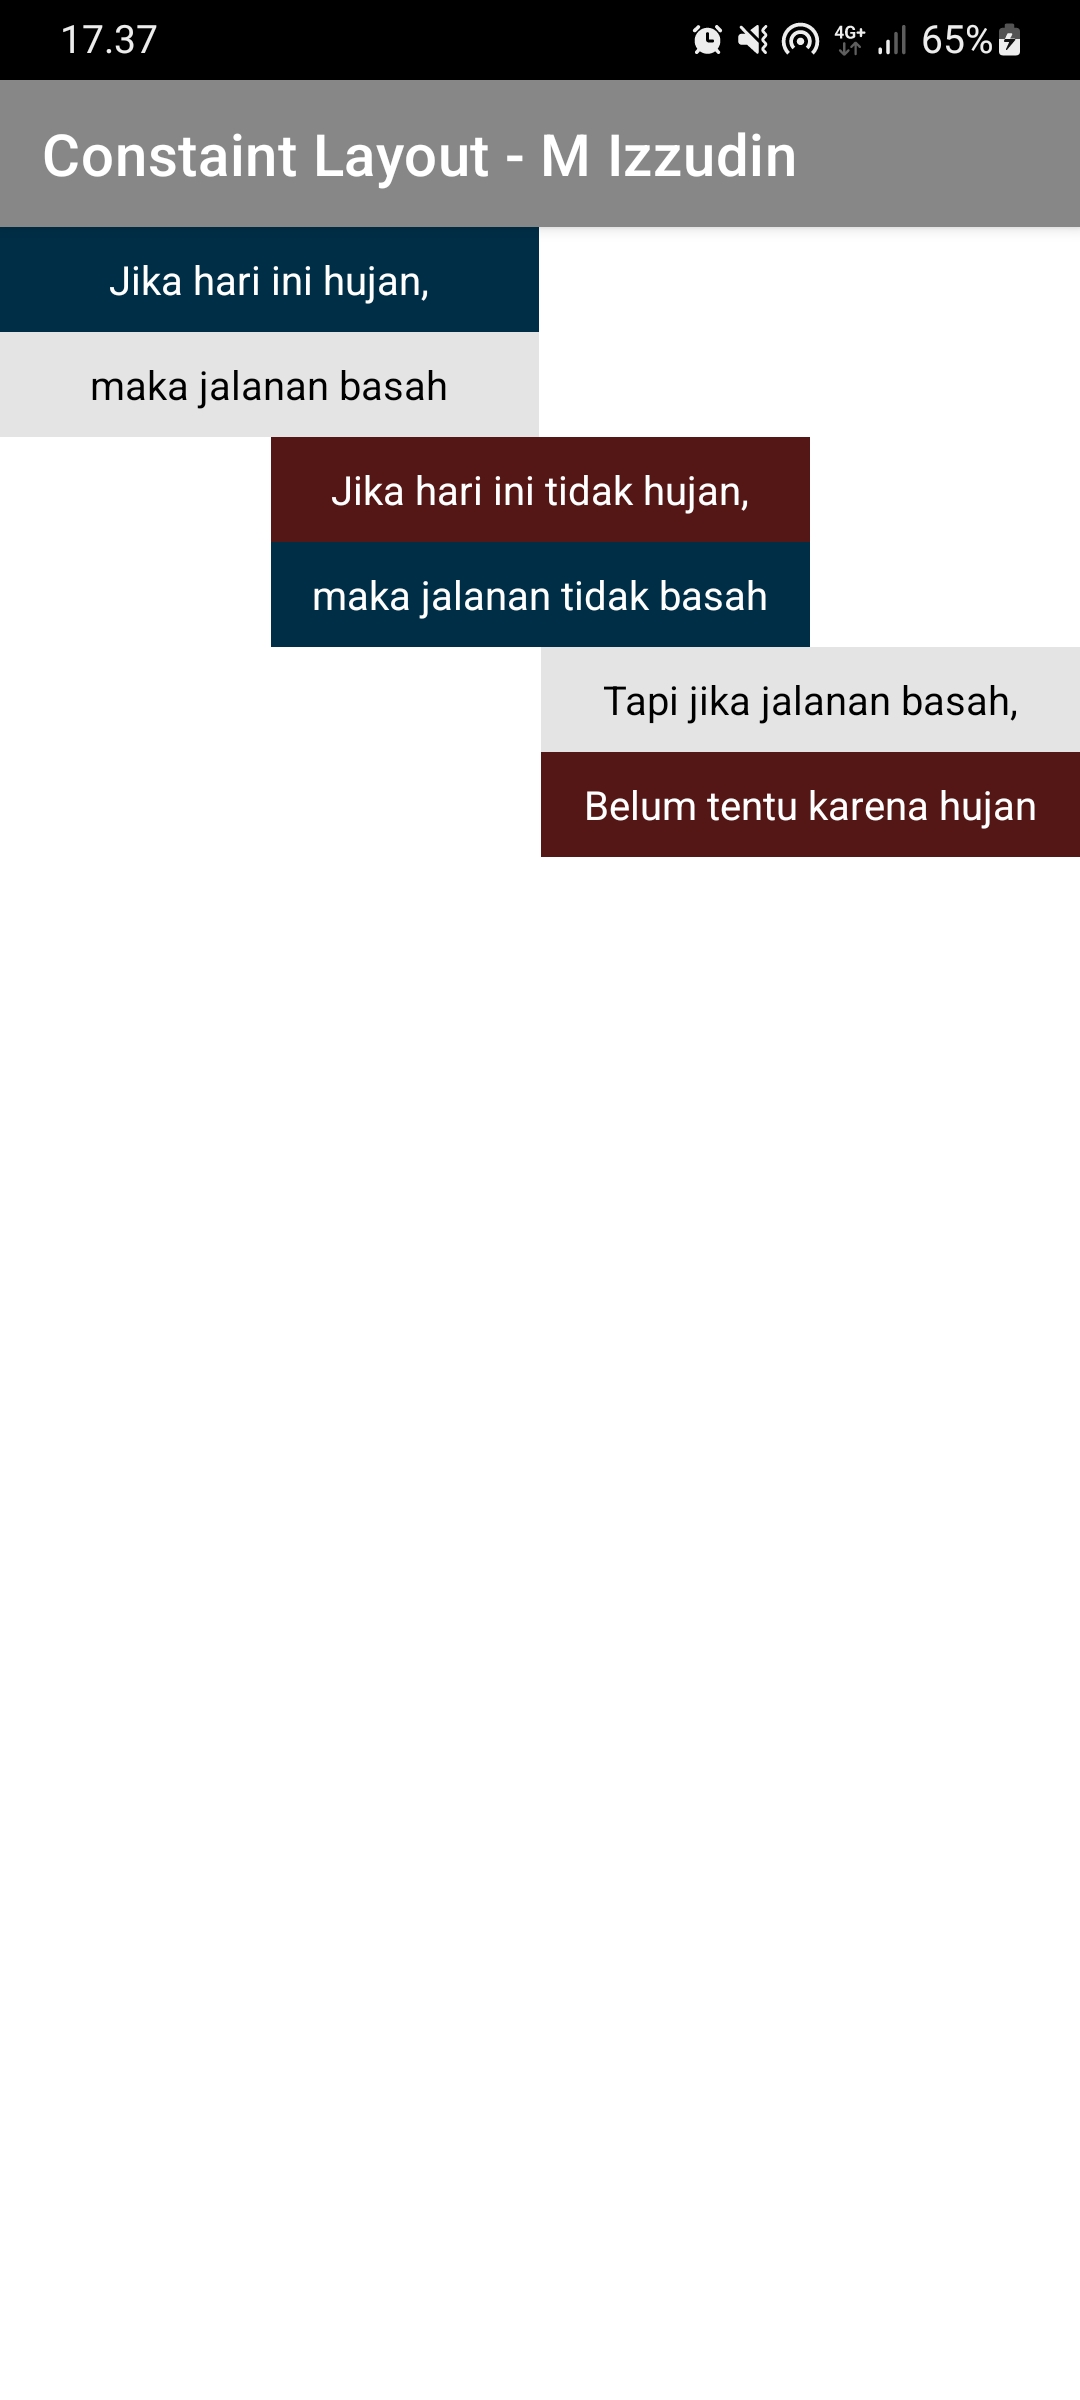 17.37
4G+
65%
Constaint Layout - M Izzudin
Jika hari ini hujan,
maka jalanan basah
Jika hari ini tidak hujan,
maka jalanan tidak basah
Tapi jika jalanan basah,
Belum tentu karena hujan